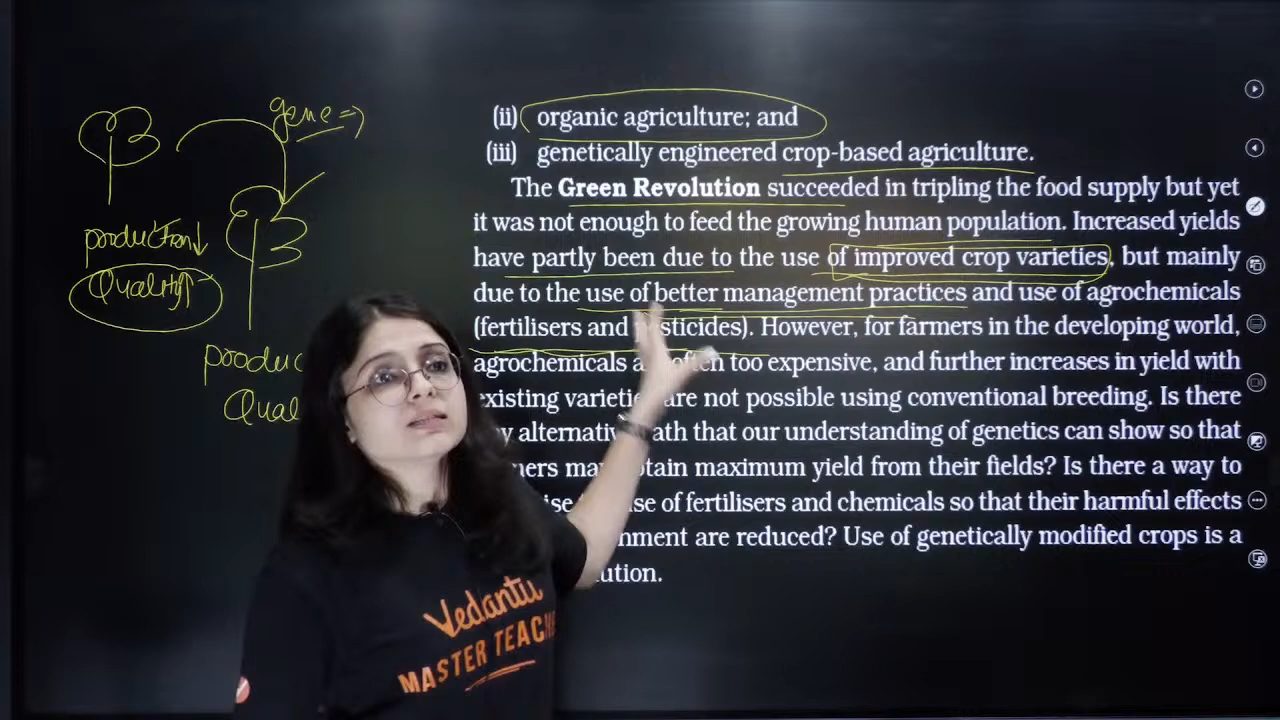 gene ⇒
production↓
Quality↑
produc
Qual
(ii) organic agriculture; and
(iii) genetically engineered crop-based agriculture.
The Green Revolution succeeded in tripling the food supply but yet
it was not enough to feed the growing human population. Increased yields
have partly been due to the use of improved crop varieties, but mainly
due to the use of better management practices and use of agrochemicals
(fertilisers and pesticides). However, for farmers in the developing world,
agrochemicals a often too expensive, and further increases in yield with
existing varieties are not possible using conventional breeding. Is there
alternativ ath that our understanding of genetics can show so that
mers may obtain maximum yield from their fields? Is there a way to
ise se of fertilisers and chemicals so that their harmful effects
nment are reduced? Use of genetically modified crops is a
ution.
Vedantu
MASTER TEACH